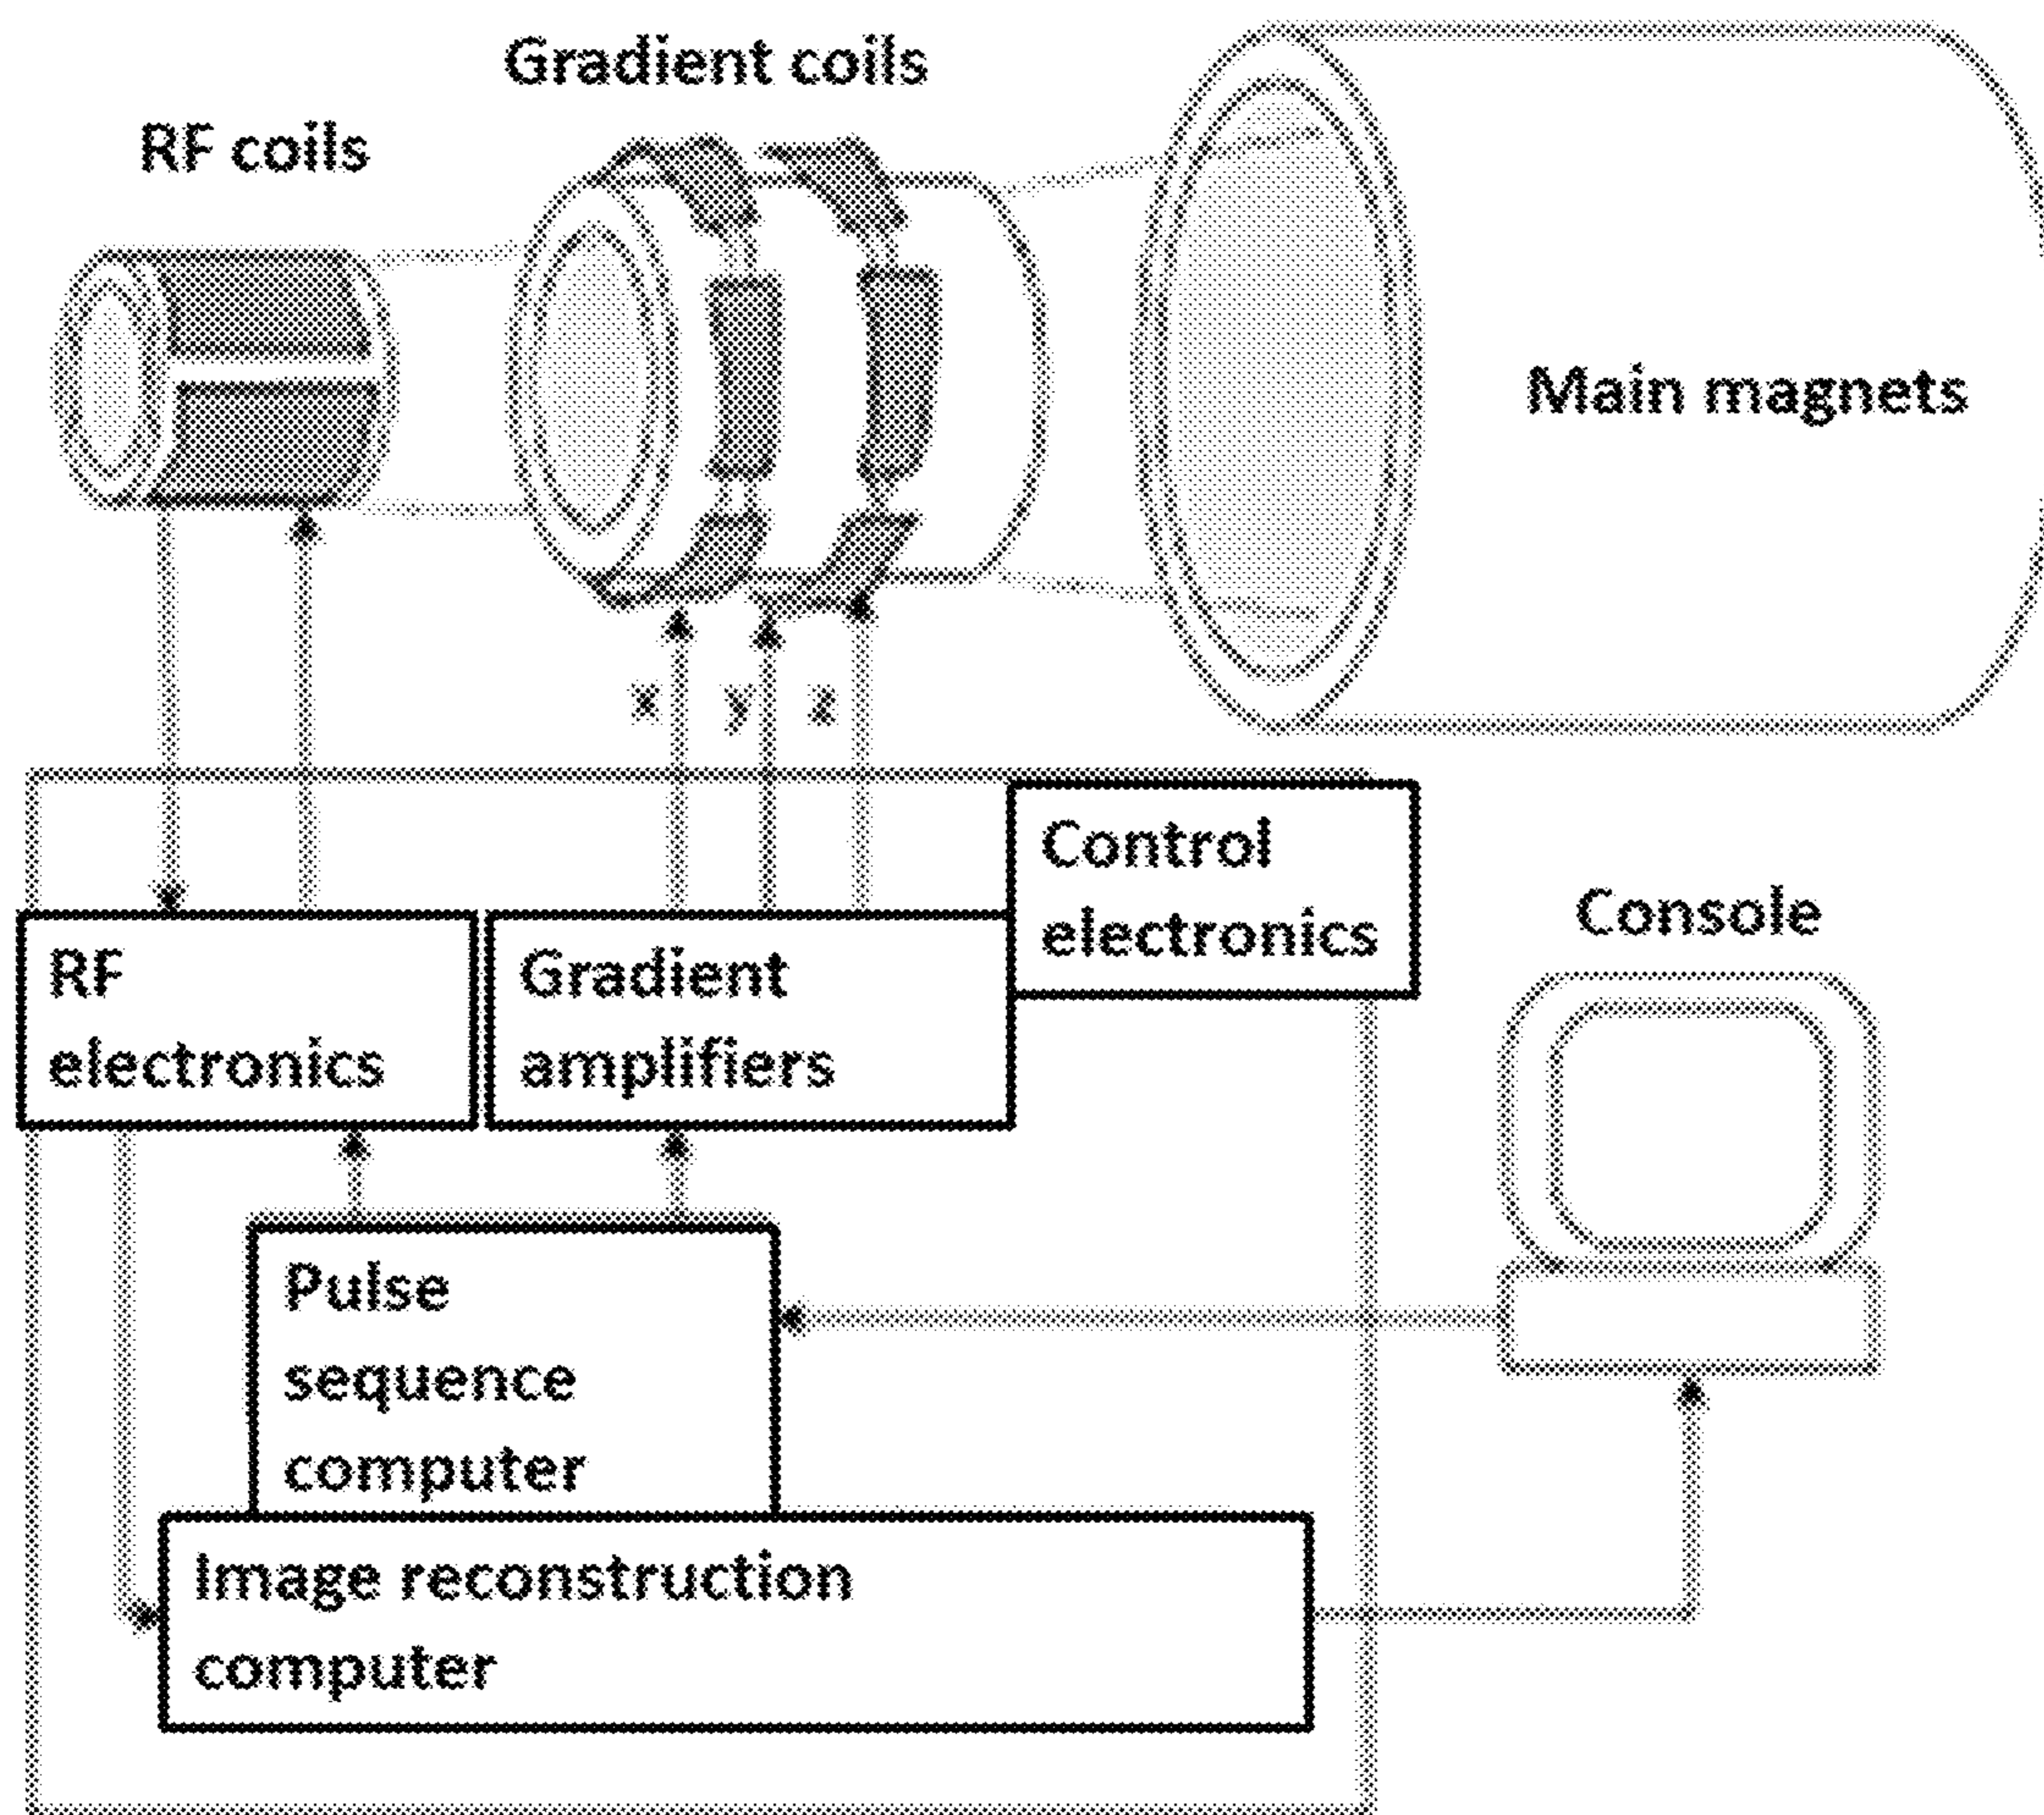 Gradient coils
RF coils
Main magnets
x y z
Control
electronics
Console
RF
electronics
Gradient
amplifiers
Pulse
sequence
computer
Image reconstruction
computer